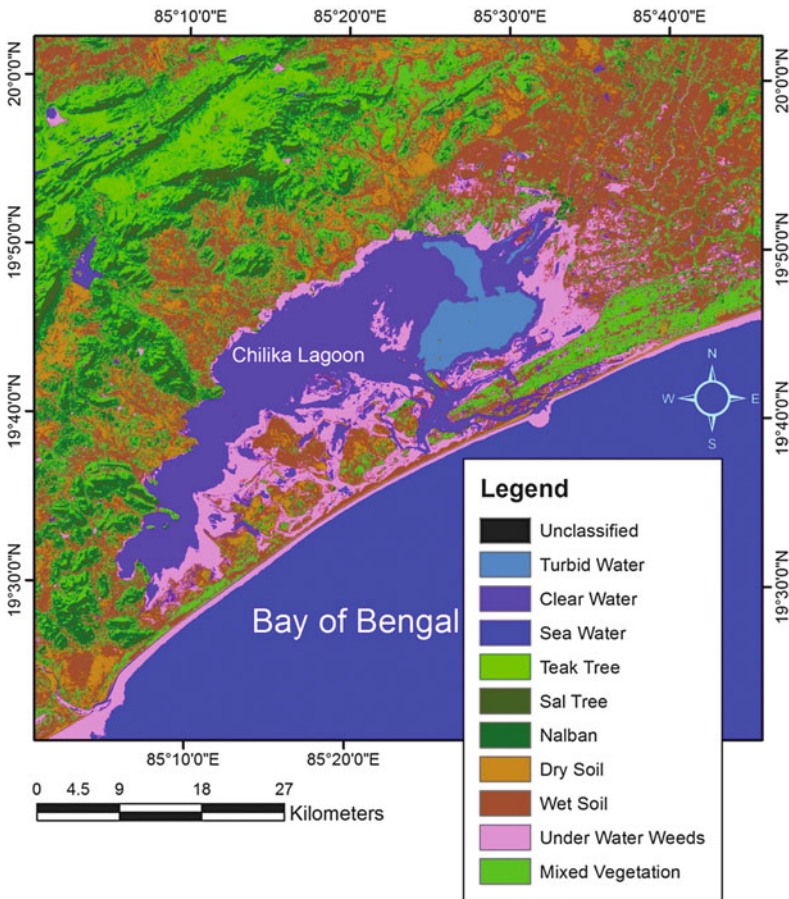 85°10'0"E 85°20'0"E 85°30'0"E 85°40'0"E
20°0'0"N 20°0'0"N
19°50'0"N 19°50'0"N
Chilika Lagoon
N
W E
S
19°40'0"N 19°40'0"N
19°30'0"N 19°30'0"N
Bay of Bengal
Legend
Unclassified
Turbid Water
Clear Water
Sea Water
Teak Tree
Sal Tree
Nalban
Dry Soil
Wet Soil
Under Water Weeds
Mixed Vegetation
85°10'0"E 85°20'0"E
0 4.5 9 18 27
Kilometers